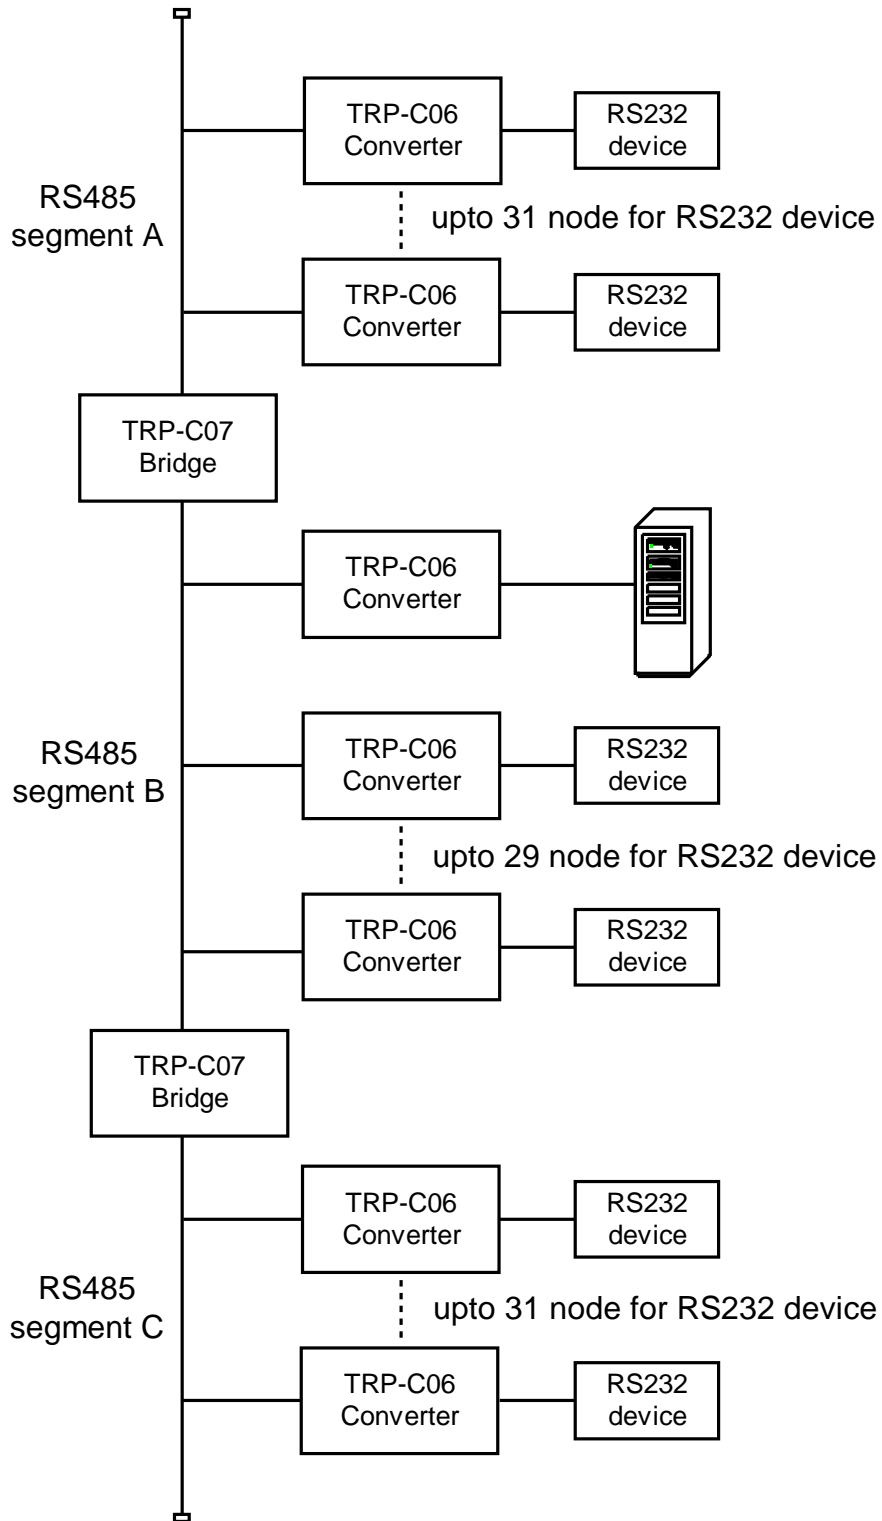 TRP-C06
Converter
RS232
device
RS485
segment A
upto 31 node for RS232 device
TRP-C06
Converter
RS232
device
TRP-C07
Bridge
TRP-C06
Converter
TRP-C06
Converter
RS232
device
RS485
segment B
upto 29 node for RS232 device
TRP-C06
Converter
RS232
device
TRP-C07
Bridge
TRP-C06
Converter
RS232
device
RS485
segment C
upto 31 node for RS232 device
TRP-C06
Converter
RS232
device